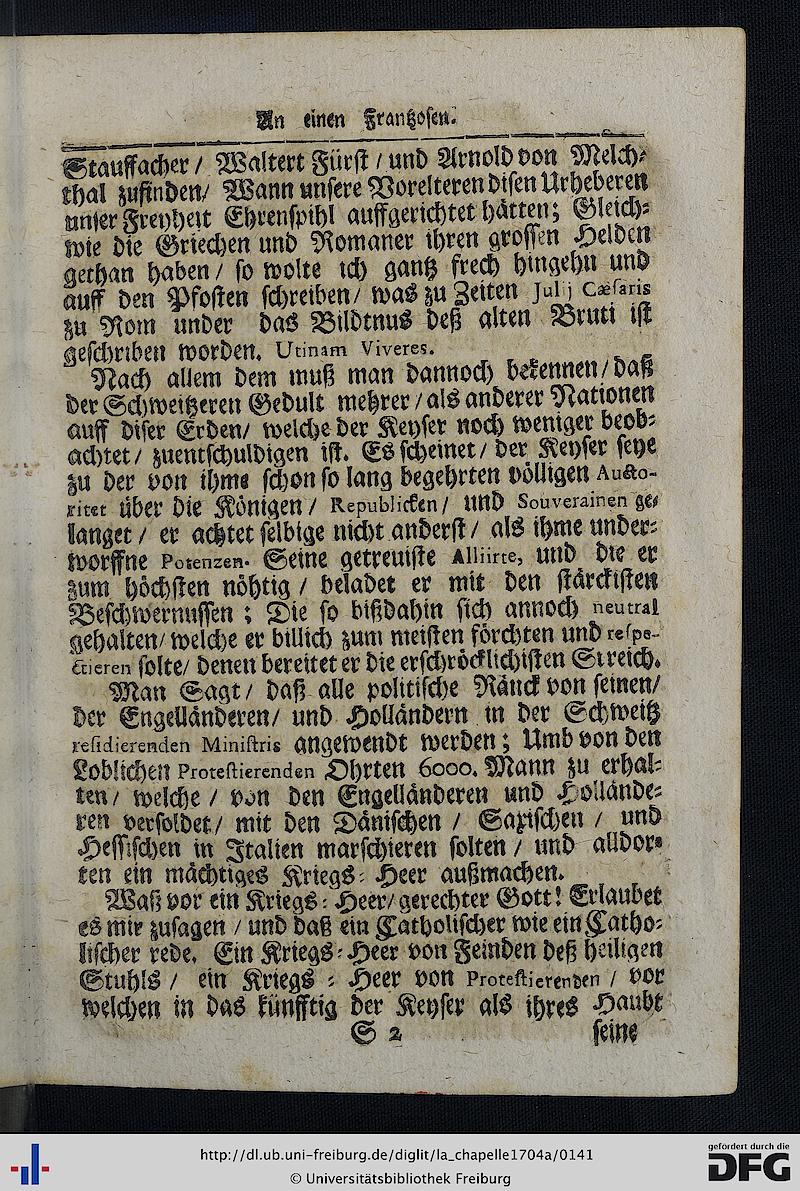 An einen Frantzosen.
Stauffacher / Waltert Fürst / und Arnold von Melch-
thal zufinden / Wann unsere Vorelteren disen Urheberen
unser Freyheit Ehrenspihl auffgerichtet hätten; Gleich-
wie die Griechen und Romaner ihren grossen Helden
gethan haben / so wolte ich gantz frech hingehn und
auff den Pfosten schreiben / was zu Zeiten Julij Cæsaris
zu Rom under das Bildtnus deß alten Bruti ist
geschriben worden. Utinam Viveres.
Nach allem dem muß man dannoch bekennen / daß
der Schweitzeren Gedult mehrer / als anderer Nationen
auff diser Erden / welche der Keyser noch weniger beob-
achtet / zuentschuldigen ist. Es scheinet / der Keyser seye
zu der von ihme schon so lang begehrten völligen Aucto-
ritet über die Königen / Republicken / und Souverainen ge-
langet / er achtet selbige nicht anderst / als ihme under-
worffne Potenzen. Seine getreuiste Alliirte, und die er
zum höchsten nöhtig / beladet er mit den stärckisten
Beschwernussen ; Die so bißdahin sich annoch neutral
gehalten / welche er billich zum meisten förchten und respe-
ctieren solte / denen bereitet er die erschröcklichisten Streich.
Man Sagt / daß alle politische Ränck von seinen /
der Engelländeren / und Holländern in der Schweitz
residierenden Ministris angewendt werden ; Umb von den
Loblichen Protestierenden Ohrten 6000. Mann zu erhal-
ten / welche / von den Engelländeren und Hollände-
ren versoldet / mit den Dänischen / Saxischen / und
Hessischen in Italien marschieren solten / und alldor-
ten ein mächtiges Kriegs-Heer außmachen.
Waß vor ein Kriegs-Heer / gerechter Gott! Erlaubet
es mir zusagen / und daß ein Catholischer wie ein Catho-
lischer rede. Ein Kriegs-Heer von Feinden deß heiligen
Stuhls / ein Kriegs-Heer von Protestierenden / vor
welchen in das künfftig der Keyser als ihres Haubt
S 2 seine
http://dl.ub.uni-freiburg.de/diglit/la_chapelle1704a/0141
© Universitätsbibliothek Freiburg
gefördert durch die
DFG